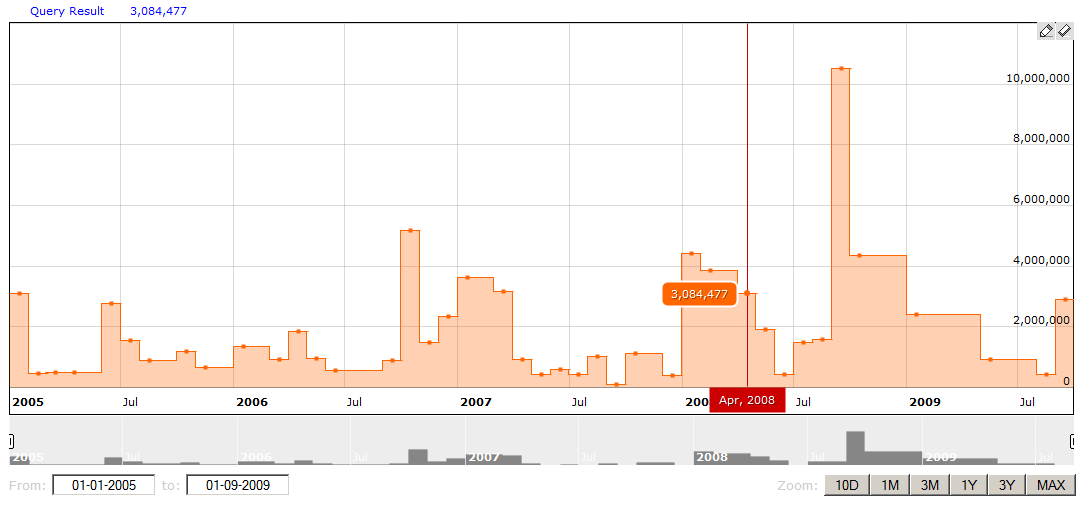 Query Result 3,084,477
10,000,000
8,000,000
6,000,000
4,000,000
3,084,477
2,000,000
0
2005 Jul 2006 Jul 2007 Jul 200 Apr, 2008 Jul 2009 Jul
2005 Jul 2006 Jul 2007 Jul 2008 Jul 2009 Jul
From: 01-01-2005 to: 01-09-2009 Zoom: 10D 1M 3M 1Y 3Y MAX